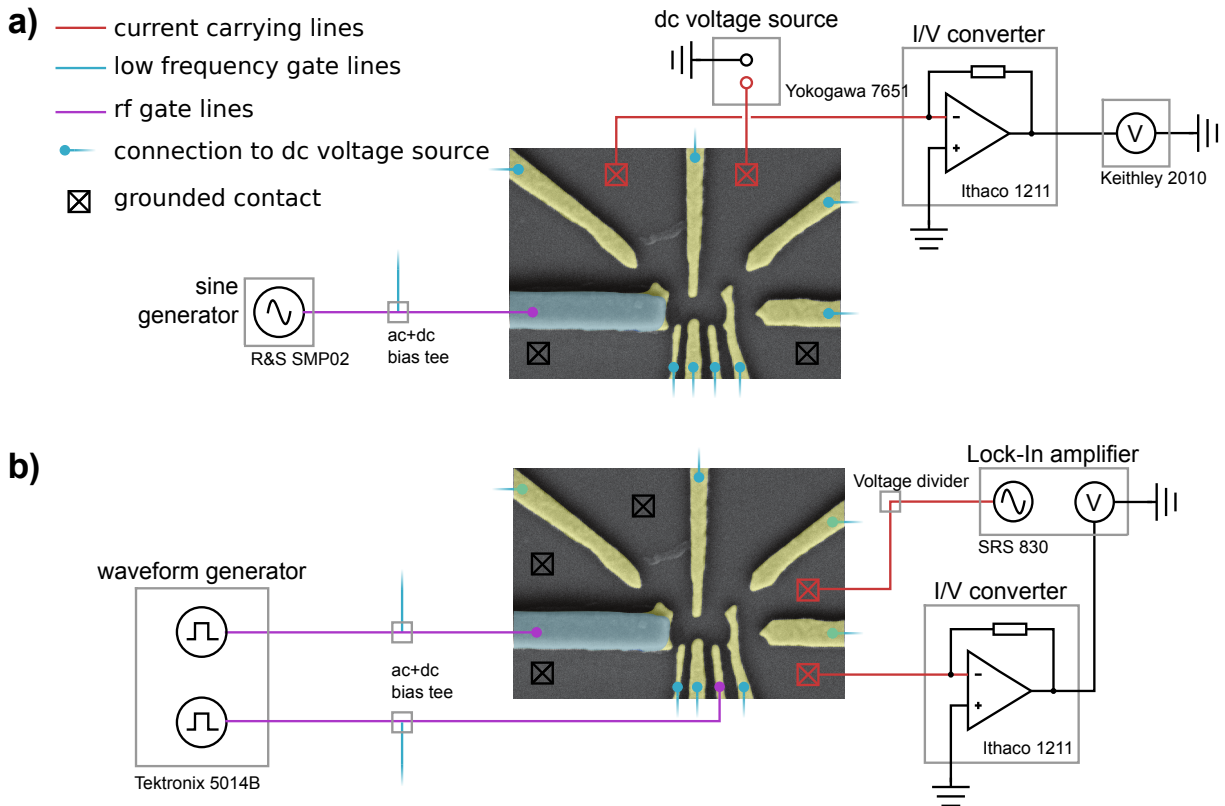 a)
current carrying lines
low frequency gate lines
rf gate lines
connection to dc voltage source
grounded contact
dc voltage source
Yokogawa 7651
I/V converter
-
+
Ithaco 1211
V
Keithley 2010
sine
generator
R&S SMP02
ac+dc
bias tee
b)
waveform generator
Tektronix 5014B
ac+dc
bias tee
Voltage divider
Lock-In amplifier
V
SRS 830
I/V converter
-
+
Ithaco 1211